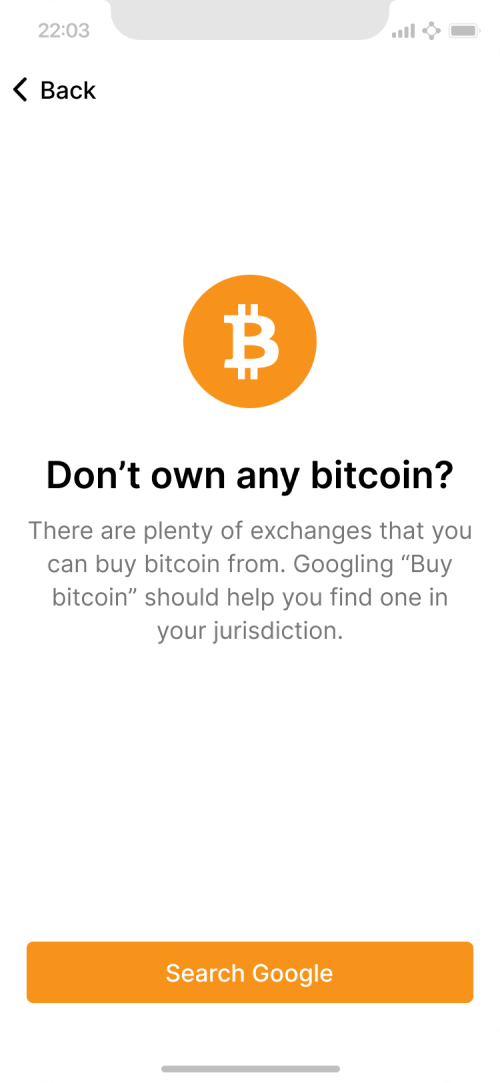 22:03
Back
Don’t own any bitcoin?
There are plenty of exchanges that you
can buy bitcoin from. Googling “Buy
bitcoin” should help you find one in
your jurisdiction.
Search Google